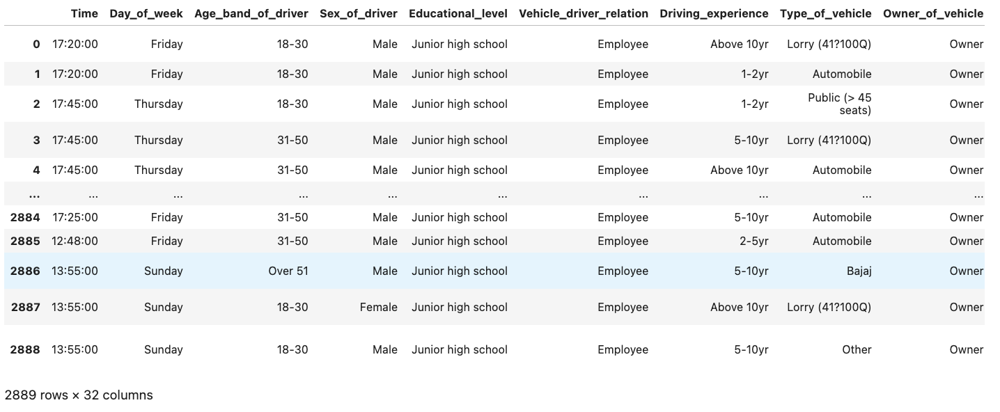 Time Day_of_week Age_band_of_driver Sex_of_driver Educational_level Vehicle_driver_relation Driving_experience Type_of_vehicle Owner_of_vehicle
0 17:20:00 Friday 18-30 Male Junior high school Employee Above 10yr Lorry (41?100Q) Owner
1 17:20:00 Friday 18-30 Male Junior high school Employee 1-2yr Automobile Owner
2 17:45:00 Thursday 18-30 Male Junior high school Employee 1-2yr Public (> 45 seats) Owner
3 17:45:00 Thursday 31-50 Male Junior high school Employee 5-10yr Lorry (41?100Q) Owner
4 17:45:00 Thursday 31-50 Male Junior high school Employee Above 10yr Automobile Owner
... ... ... ... ... ... ... ... ... ...
2884 17:25:00 Friday 31-50 Male Junior high school Employee 5-10yr Automobile Owner
2885 12:48:00 Friday 31-50 Male Junior high school Employee 2-5yr Automobile Owner
2886 13:55:00 Sunday Over 51 Male Junior high school Employee 5-10yr Bajaj Owner
2887 13:55:00 Sunday 18-30 Female Junior high school Employee Above 10yr Lorry (41?100Q) Owner
2888 13:55:00 Sunday 18-30 Male Junior high school Employee 5-10yr Other Owner
2889 rows × 32 columns